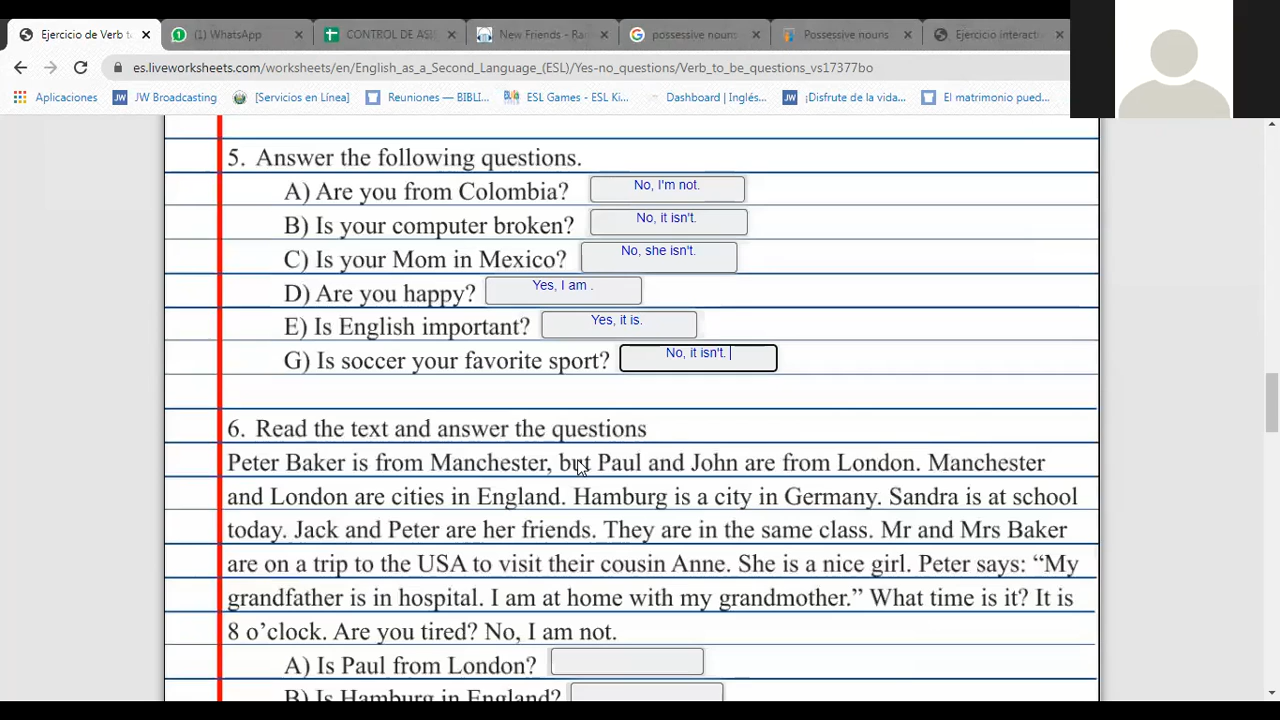 Ejercicio de Verb t
(1) WhatsApp
CONTROL DE ASI
New Friends - Ra
possessive noun
Possessive nouns
Ejercicio interacti
es.liveworksheets.com/worksheets/en/English_as_a_Second_Language_(ESL)/Yes-no_questions/Verb_to_be_questions_vs17377bo
Aplicaciones
JW Broadcasting
[Servicios en Línea]
Reuniones — BIBLI...
ESL Games - ESL Ki...
Dashboard | Inglés...
¡Disfrute de la vida...
El matrimonio pued...
5. Answer the following questions.
A) Are you from Colombia? No, I'm not.
B) Is your computer broken? No, it isn't.
C) Is your Mom in Mexico? No, she isn't.
D) Are you happy? Yes, I am .
E) Is English important? Yes, it is.
G) Is soccer your favorite sport? No, it isn't.
6. Read the text and answer the questions
Peter Baker is from Manchester, but Paul and John are from London. Manchester
and London are cities in England. Hamburg is a city in Germany. Sandra is at school
today. Jack and Peter are her friends. They are in the same class. Mr and Mrs Baker
are on a trip to the USA to visit their cousin Anne. She is a nice girl. Peter says: “My
grandfather is in hospital. I am at home with my grandmother.” What time is it? It is
8 o’clock. Are you tired? No, I am not.
A) Is Paul from London?
B) Is Hamburg in England?